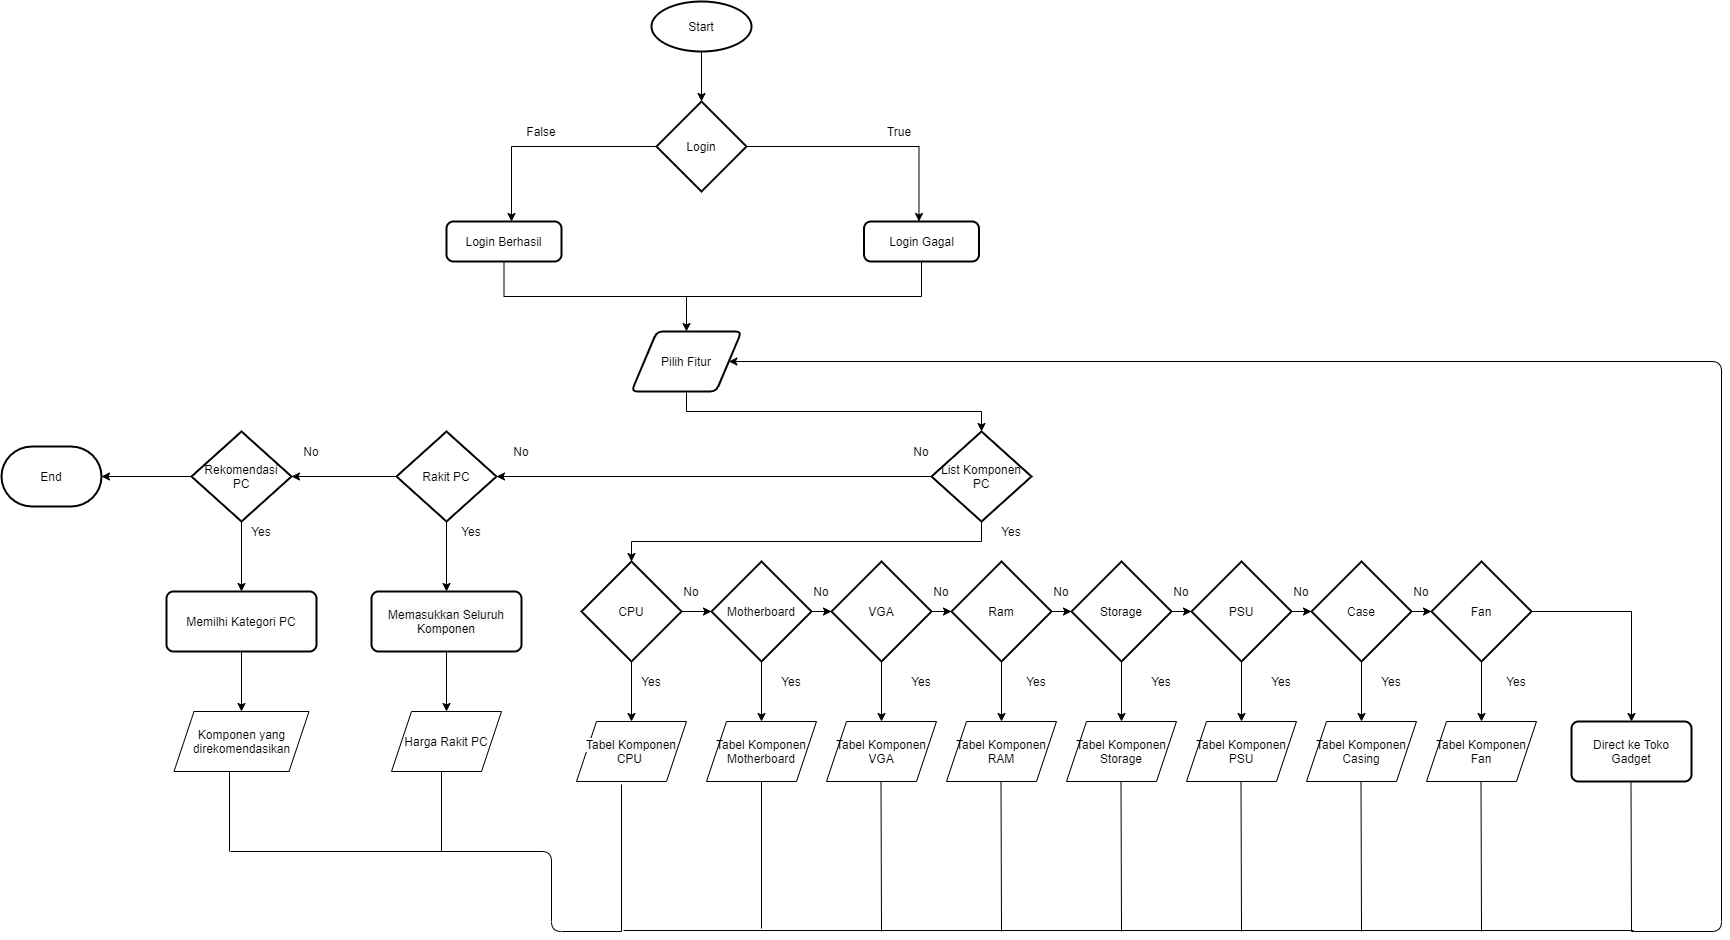 Start
Login
False
True
Login Berhasil
Login Gagal
Pilih Fitur
End
Rekomendasi
PC
No
Rakit PC
No
No
List Komponen
PC
Yes
Yes
Yes
Memilhi Kategori PC
Memasukkan Seluruh
Komponen
CPU
No
Motherboard
No
VGA
No
Ram
No
Storage
No
PSU
No
Case
No
Fan
Yes
Yes
Yes
Yes
Yes
Yes
Yes
Yes
Komponen yang
direkomendasikan
Harga Rakit PC
Tabel Komponen
CPU
Tabel Komponen
Motherboard
Tabel Komponen
VGA
Tabel Komponen
RAM
Tabel Komponen
Storage
Tabel Komponen
PSU
Tabel Komponen
Casing
Tabel Komponen
Fan
Direct ke Toko
Gadget